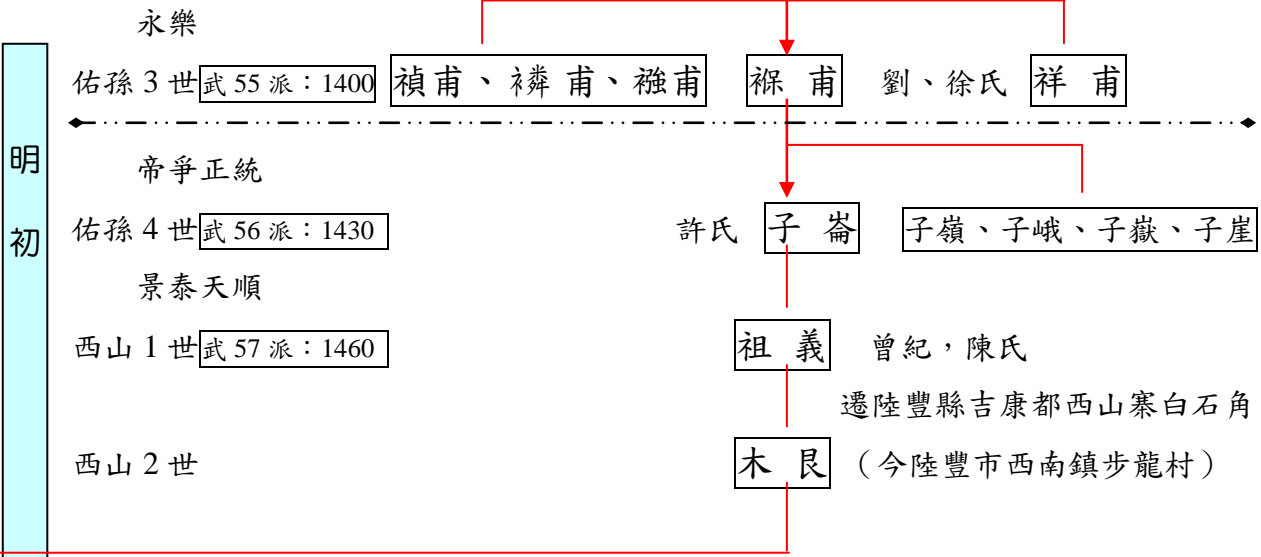 永樂
佑孫 3 世 武 55 派：1400 禎甫、襟甫、襁甫 褓甫 劉、徐氏 祥甫
明初
帝爭正統
佑孫 4 世 武 56 派：1430 許氏 子崙 子嶺、子峨、子嶽、子崖
景泰天順
西山 1 世 武 57 派：1460 祖義 曾紀，陳氏
遷陸豐縣吉康都西山寨白石角
西山 2 世 木艮 （今陸豐市西南鎮步龍村）